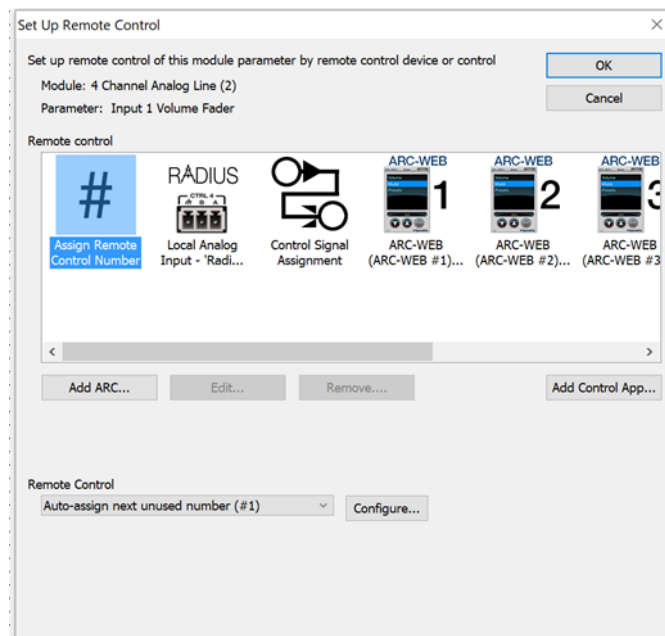 Set Up Remote Control
Set up remote control of this module parameter by remote control device or control
OK
Module: 4 Channel Analog Line (2)
Parameter: Input 1 Volume Fader
Cancel
Remote control
#
Assign Remote
Control Number
RADIUS
CTRL 4
B A
Local Analog
Input - 'Radi...
Control Signal
Assignment
ARC-WEB
1
ARC-WEB
(ARC-WEB #1)...
ARC-WEB
2
ARC-WEB
(ARC-WEB #2)...
ARC-WEB
3
ARC-WEB
(ARC-WEB #3
Add ARC...
Edit...
Remove....
Add Control App...
Remote Control
Auto-assign next unused number (#1)
Configure...